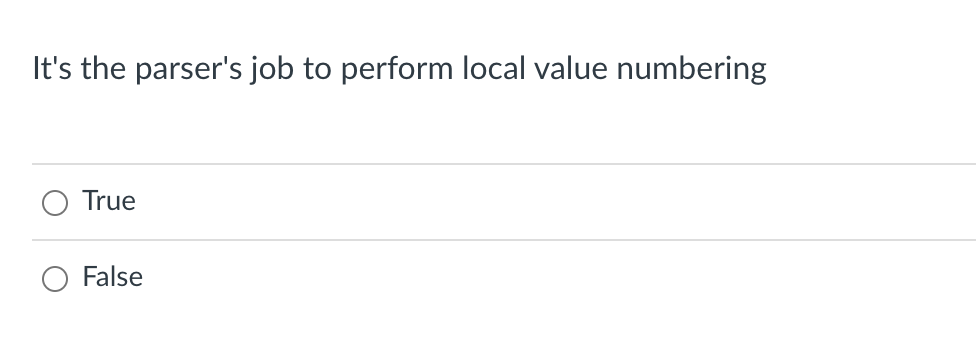 It's the parser's job to perform local value numbering
True
False